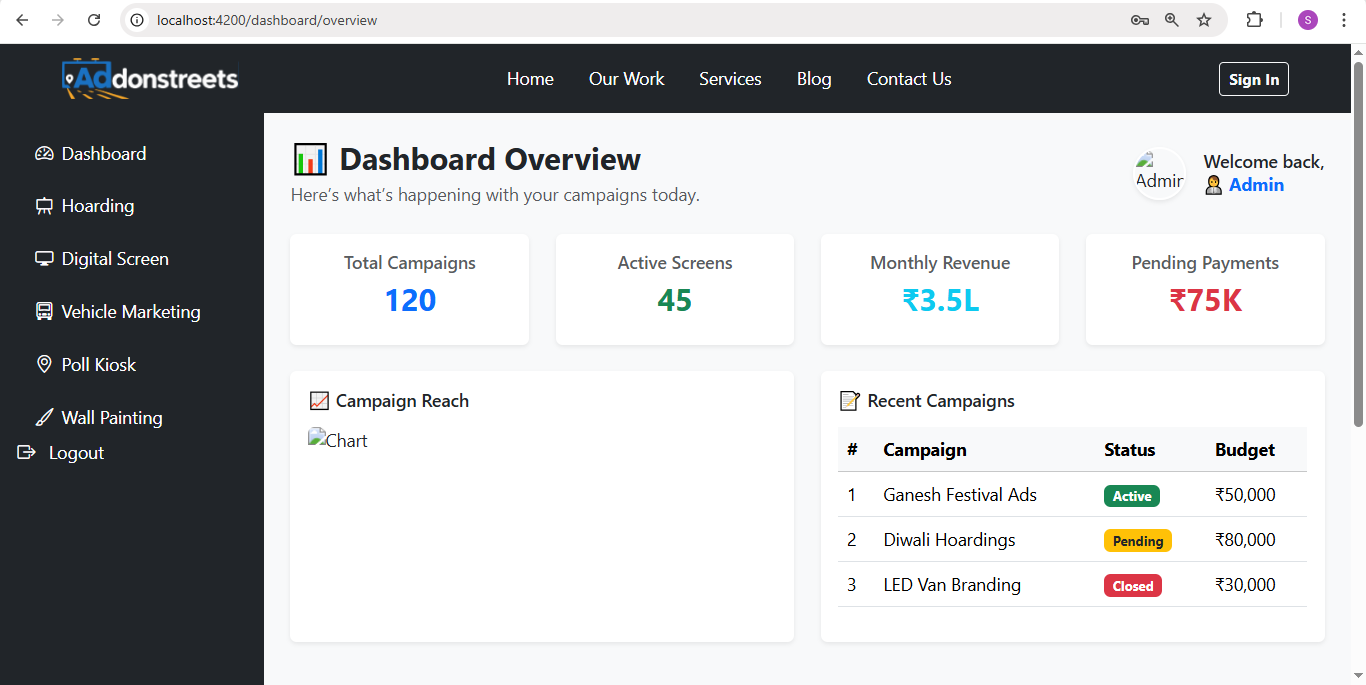 localhost:4200/dashboard/overview
S
Addonstreets
Home Our Work Services Blog Contact Us
Sign In
Dashboard
Hoarding
Digital Screen
Vehicle Marketing
Poll Kiosk
Wall Painting
Logout
Dashboard Overview
Here’s what’s happening with your campaigns today.
Admin
Welcome back,
Admin
Total Campaigns
120
Active Screens
45
Monthly Revenue
₹3.5L
Pending Payments
₹75K
Campaign Reach
Chart
Recent Campaigns
# Campaign Status Budget
1 Ganesh Festival Ads Active ₹50,000
2 Diwali Hoardings Pending ₹80,000
3 LED Van Branding Closed ₹30,000